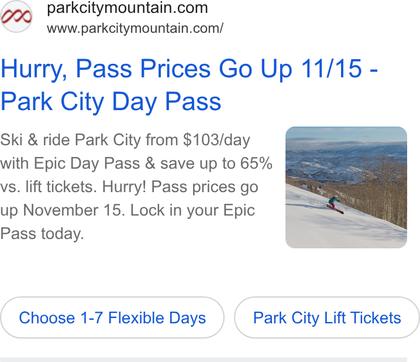 parkcitymountain.com
www.parkcitymountain.com/
Hurry, Pass Prices Go Up 11/15 -
Park City Day Pass
Ski & ride Park City from $103/day
with Epic Day Pass & save up to 65%
vs. lift tickets. Hurry! Pass prices go
up November 15. Lock in your Epic
Pass today.
Choose 1-7 Flexible Days
Park City Lift Tickets